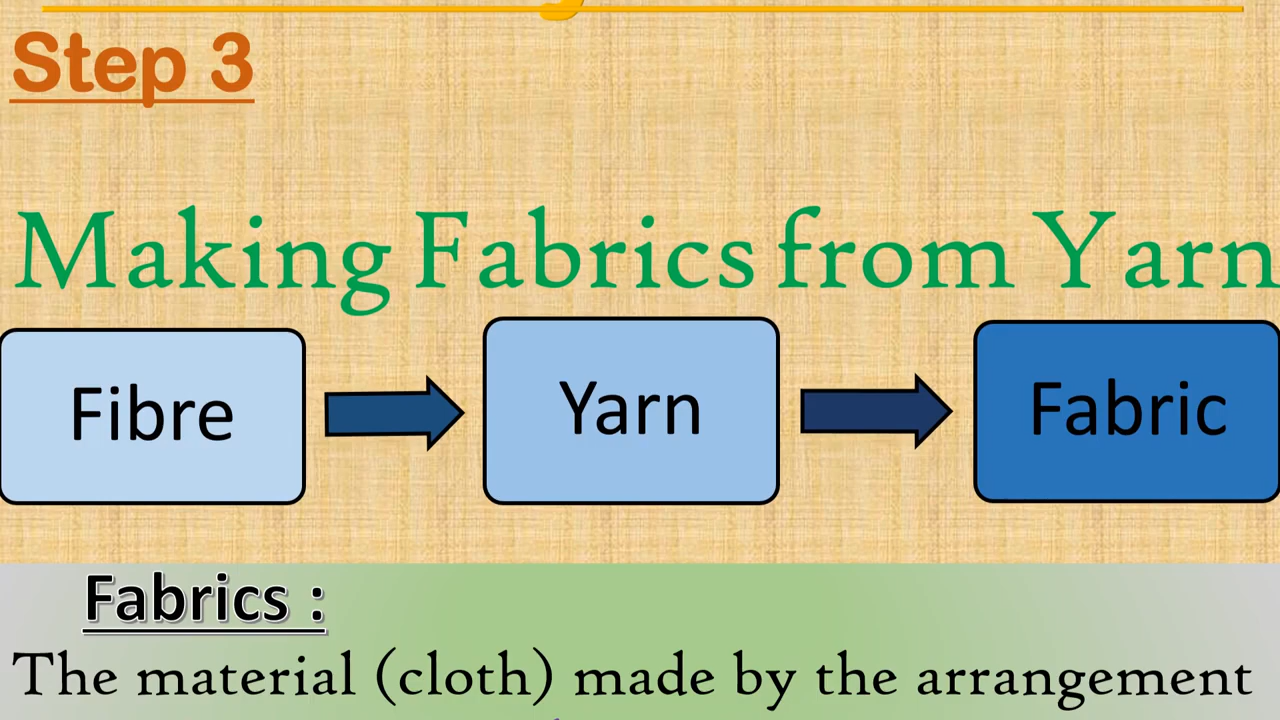 Step 3
Making Fabrics from Yarn
Fibre
Yarn
Fabric
Fabrics :
The material (cloth) made by the arrangement